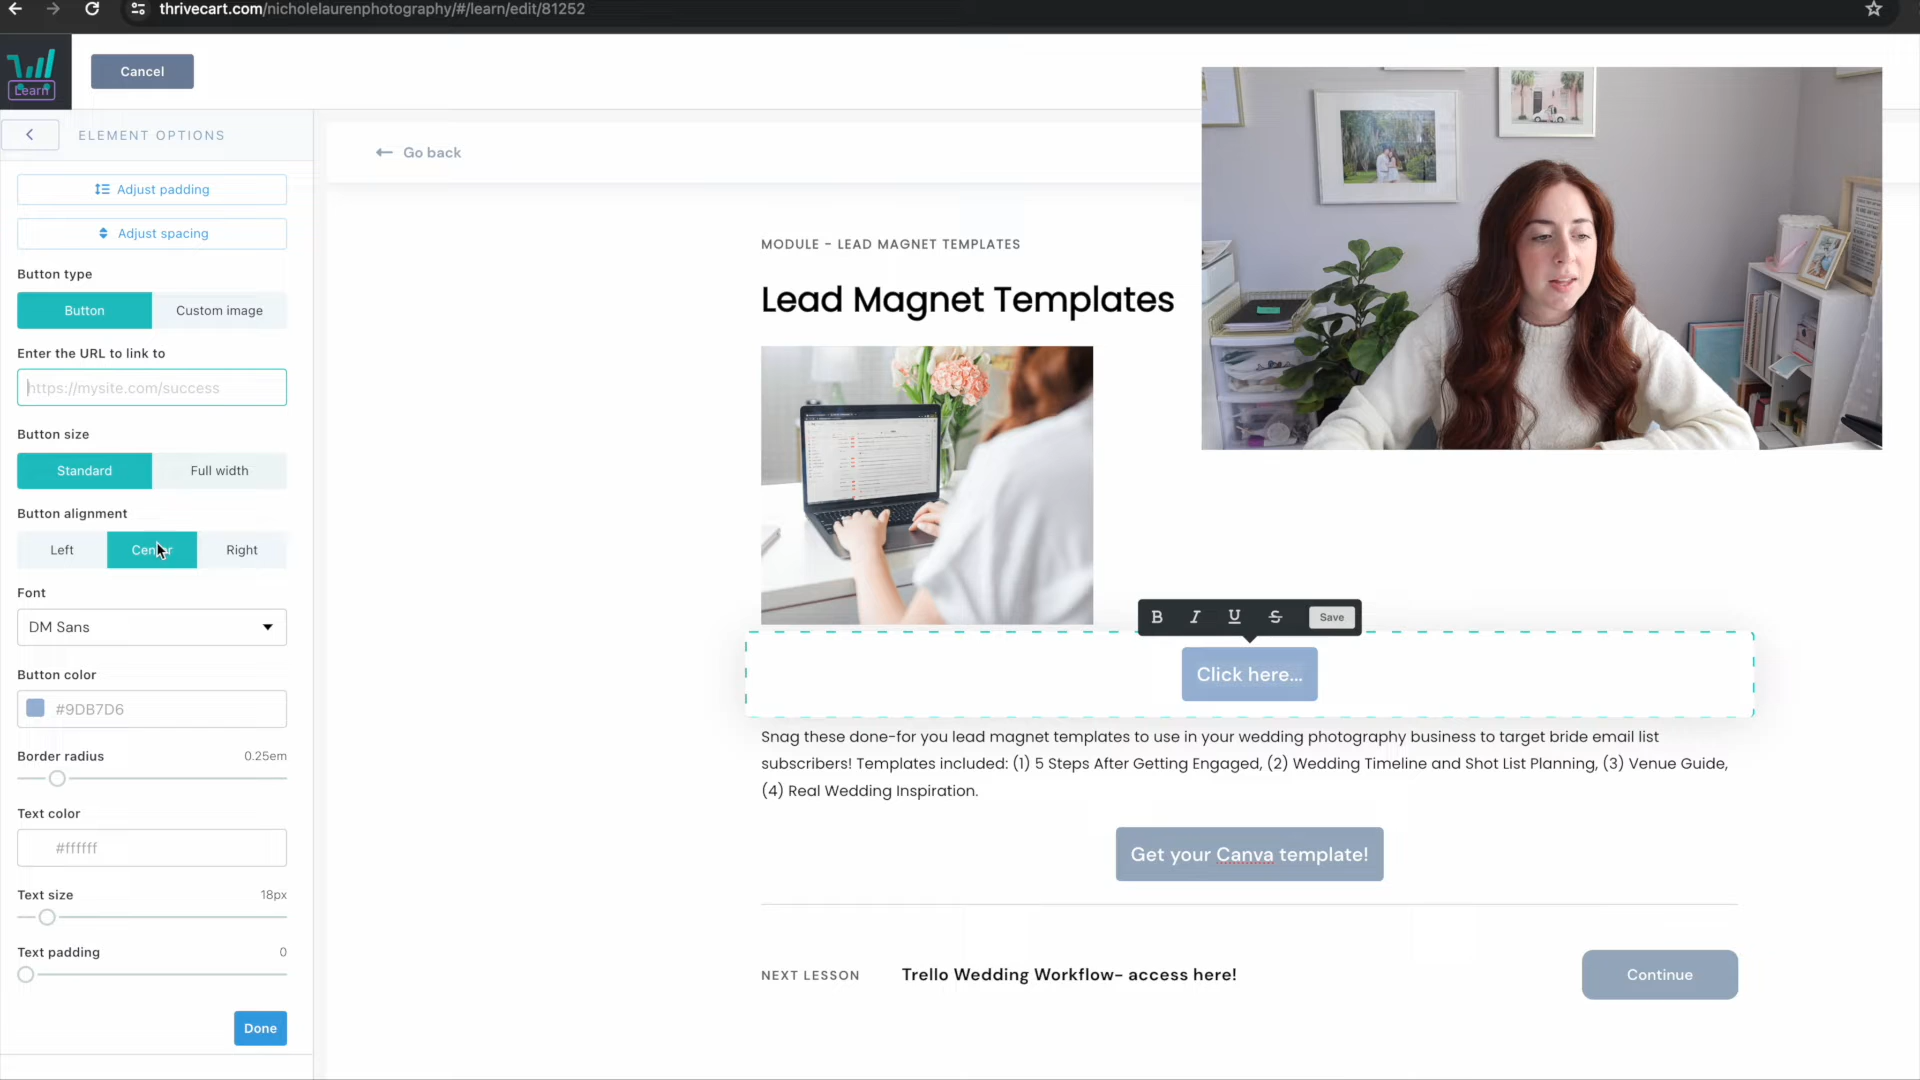 thrivecart.com/nicholelaurenphotography/#/learn/edit/81252
Learn
Cancel
ELEMENT OPTIONS
Adjust padding
Adjust spacing
Button type
Button
Custom image
Enter the URL to link to
https://mysite.com/success
Button size
Standard
Full width
Button alignment
Left
Center
Right
Font
DM Sans
Button color
#9DB7D6
Border radius
0.25em
Text color
#ffffff
Text size
18px
Text padding
0
Done
Go back
MODULE - LEAD MAGNET TEMPLATES
Lead Magnet Templates
B I U S Save
Click here...
Snag these done-for you lead magnet templates to use in your wedding photography business to target bride email list
subscribers! Templates included: (1) 5 Steps After Getting Engaged, (2) Wedding Timeline and Shot List Planning, (3) Venue Guide,
(4) Real Wedding Inspiration.
Get your Canva template!
NEXT LESSON
Trello Wedding Workflow- access here!
Continue